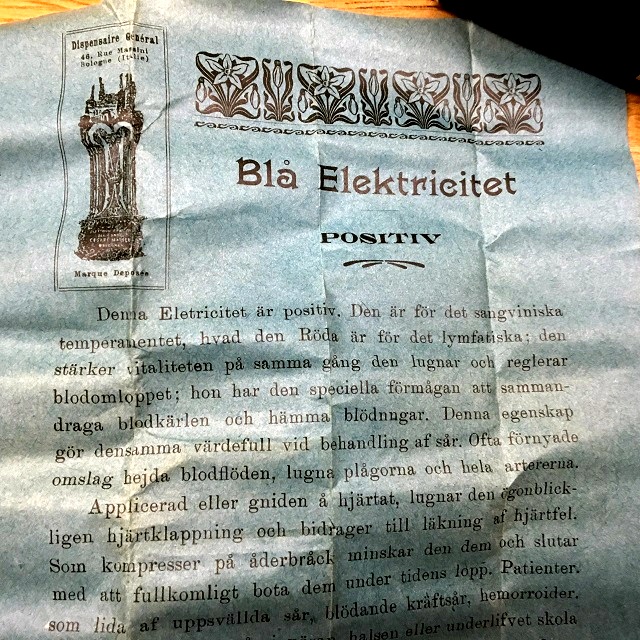 Dispensaire Général
46, Rue Mazzini
Bologne (Italie)
Marque Deposée
Blå Elektricitet
POSITIV
Denna Eletricitet är positiv. Den är för det sangviniska
temperamentet, hvad den Röda är för det lymfatiska; den
stärker vitaliteten på samma gång den lugnar och reglerar
blodomloppet; hon har den speciella förmågan att samman-
draga blodkärlen och hämma blödnngar. Denna egenskap
gör densamma värdefull vid behandling af sår. Ofta förnyade
omslag hejda blodflöden, lugna plågorna och hela artererna.
Applicerad eller gniden å hjärtat, lugnar den ögonblick-
ligen hjärtklappning och bidrager till läkning af hjärtfel.
Som kompresser på åderbråck minskar den dem och slutar
med att fullkomligt bota dem under tidens lopp. Patienter.
som lida af uppsvällda sår, blödande kräftsår, hemorroider.
halsen eller underlifvet skola